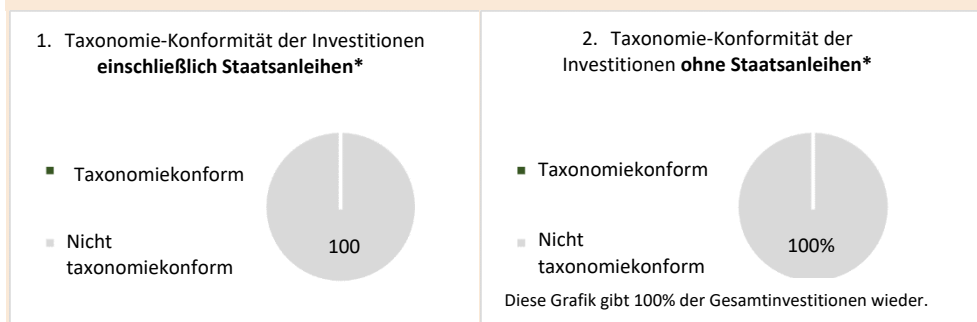 1. Taxonomie-Konformität der Investitionen
einschließlich Staatsanleihen*
Taxonomiekonform
Nicht
taxonomiekonform
100
2. Taxonomie-Konformität der
Investitionen ohne Staatsanleihen*
Taxonomiekonform
Nicht
taxonomiekonform
100%
Diese Grafik gibt 100% der Gesamtinvestitionen wieder.